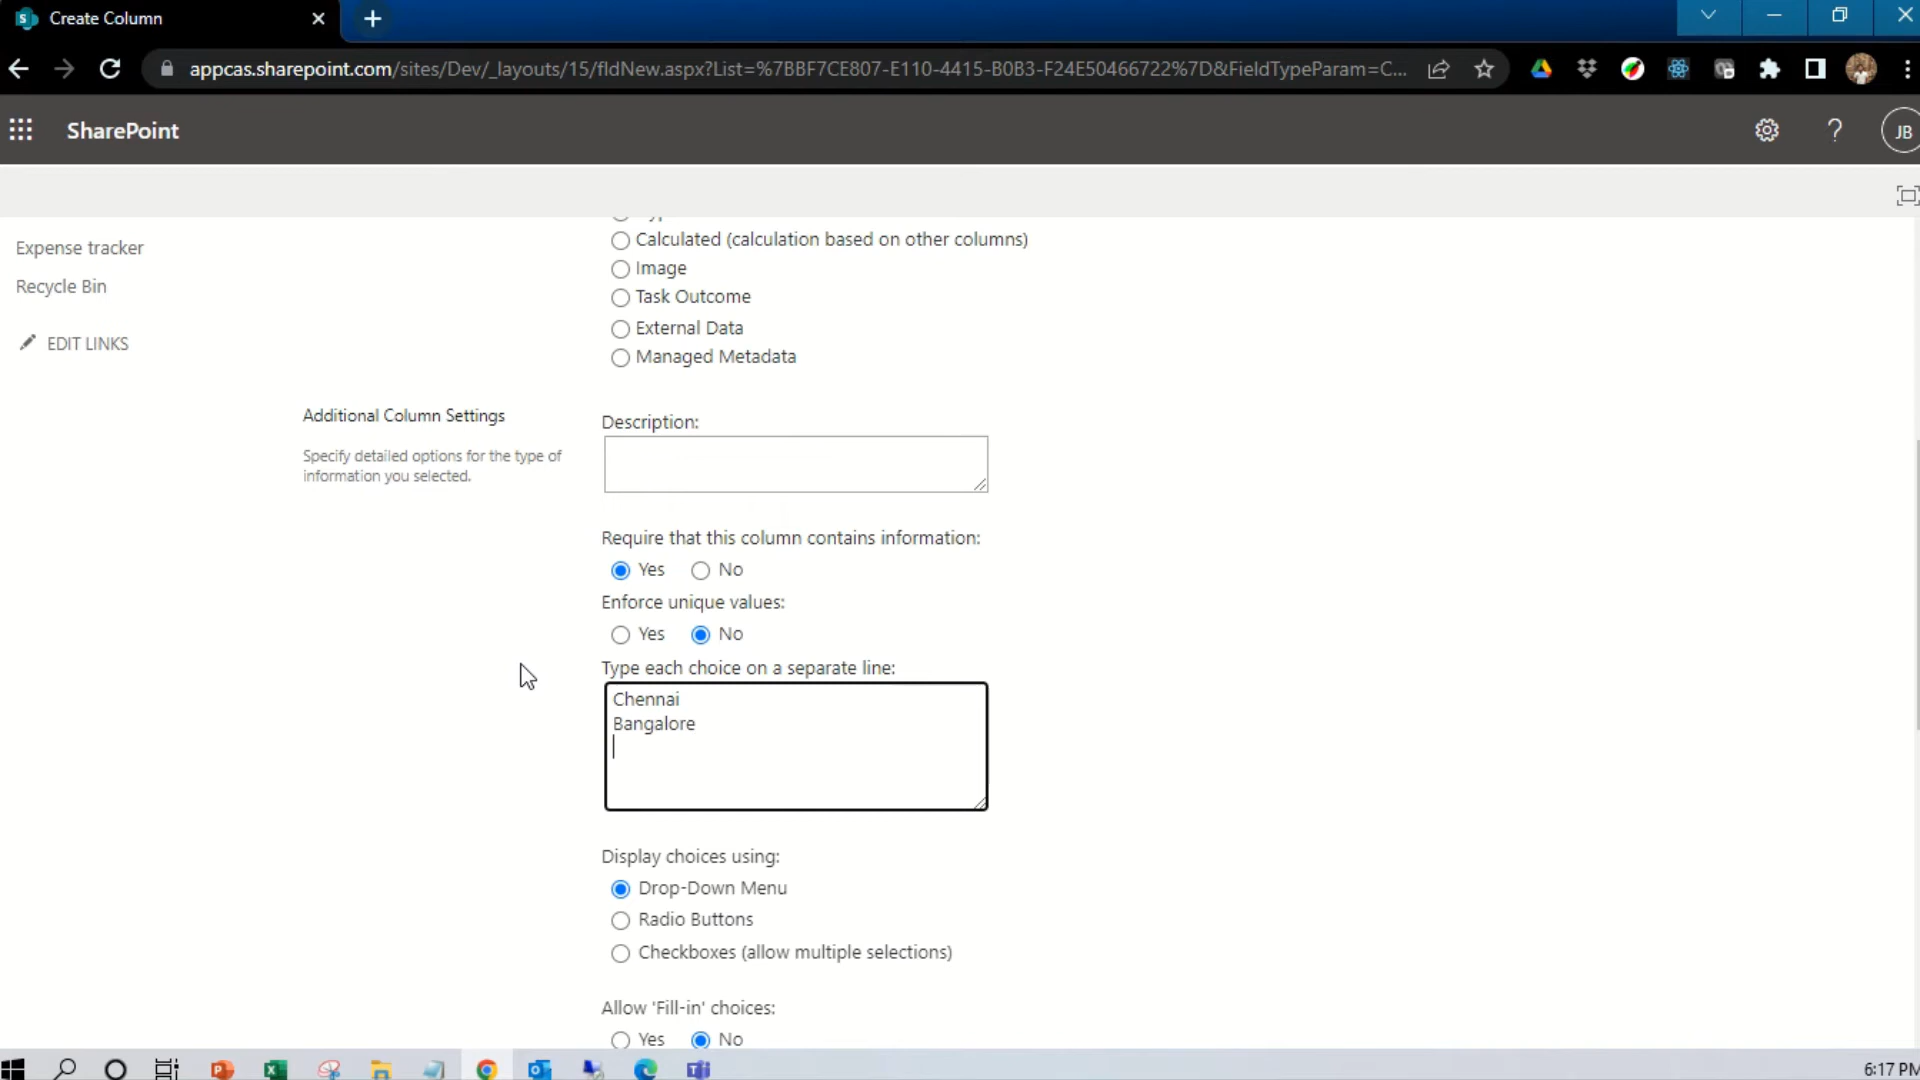 Create Column
appcas.sharepoint.com/sites/Dev/_layouts/15/fldNew.aspx?List=%7BBF7CE807-E110-4415-B0B3-F24E50466722%7D&FieldTypeParam=C...
SharePoint
JB
Expense tracker
Recycle Bin
EDIT LINKS
Calculated (calculation based on other columns)
Image
Task Outcome
External Data
Managed Metadata
Additional Column Settings
Specify detailed options for the type of
information you selected.
Description:
Require that this column contains information:
Yes No
Enforce unique values:
Yes No
Type each choice on a separate line:
Chennai
Bangalore
Display choices using:
Drop-Down Menu
Radio Buttons
Checkboxes (allow multiple selections)
Allow 'Fill-in' choices:
Yes No
6:17 PM